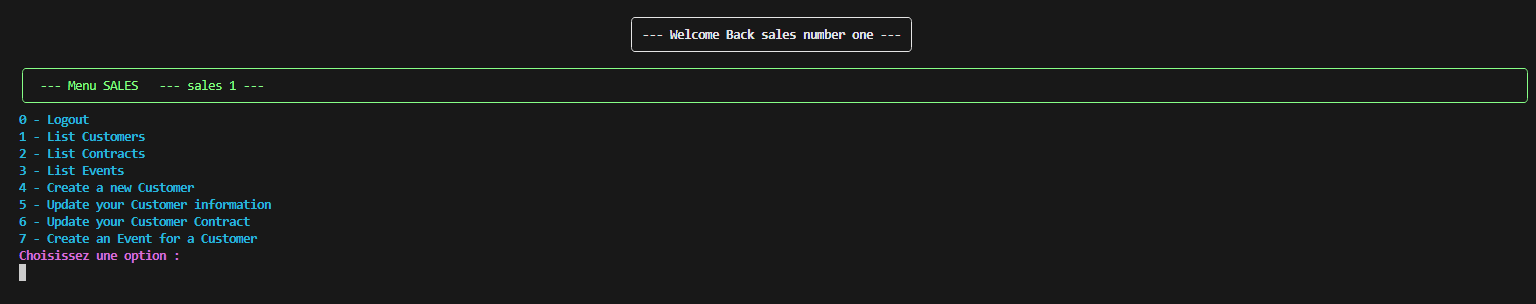 --- Welcome Back sales number one ---
--- Menu SALES --- sales 1 ---
0 - Logout
1 - List Customers
2 - List Contracts
3 - List Events
4 - Create a new Customer
5 - Update your Customer information
6 - Update your Customer Contract
7 - Create an Event for a Customer
Choisissez une option :